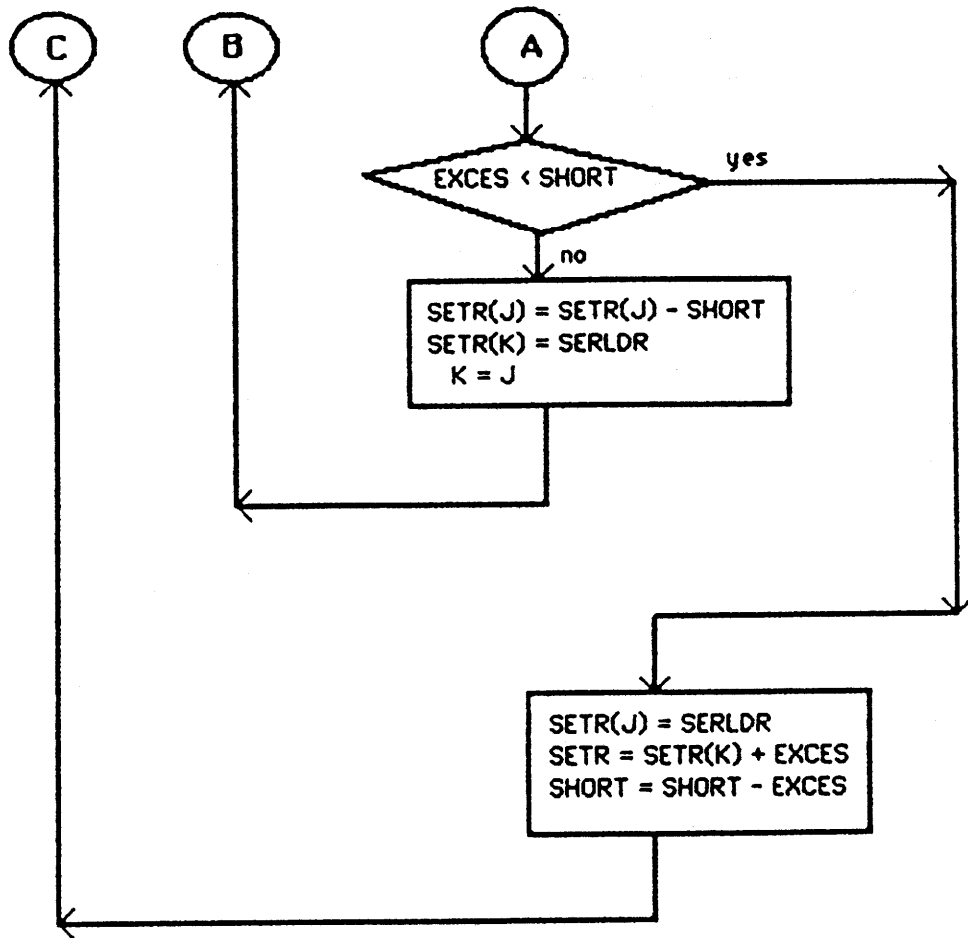 C
B
A
EXCES < SHORT
yes
no
SETR(J) = SETR(J) - SHORT
SETR(K) = SERLDR
K = J
SETR(J) = SERLDR
SETR = SETR(K) + EXCES
SHORT = SHORT - EXCES